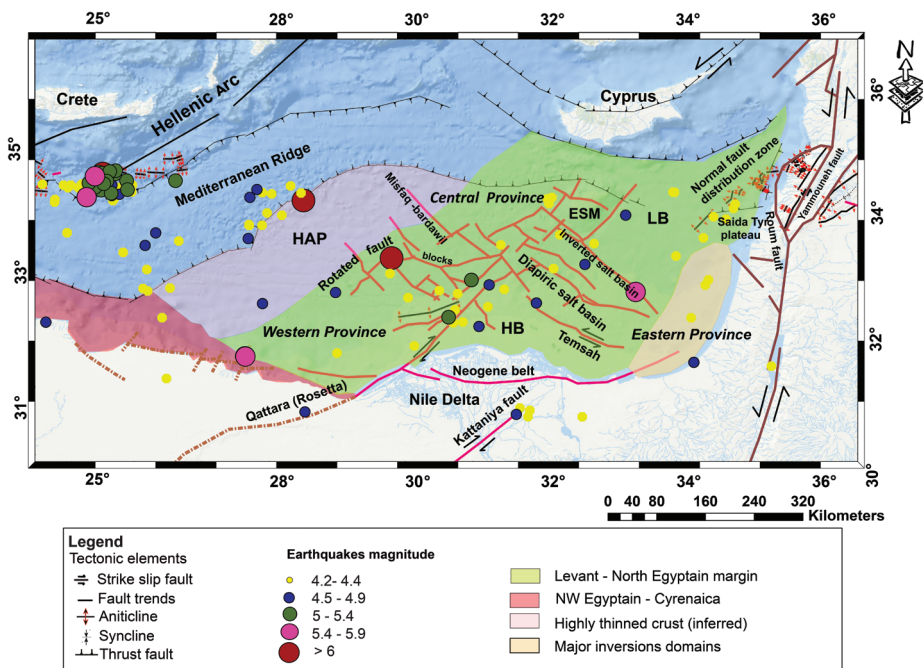 25° 28° 30° 32° 34° 36°
N
Crete
Hellenic Arc
Cyprus
36°
35°
Mediterranean Ridge
Normal fault
distribution zone
Yammouneh fault
Misfaq -bardawil
Central Province
ESM
LB
Saida Tyro
plateau
Roum fault
34°
HAP
Rotated fault
blocks
Inverted salt basin
33°
Diapiric salt basin
Western Province
HB
Temsah
Eastern Province
32°
Neogene belt
Qattara (Rosetta)
Nile Delta
Kattaniya fault
31°
30°
25° 28° 30° 32° 34° 36°
0 40 80 160 240 320
Kilometers
Legend
Tectonic elements
Strike slip fault
Fault trends
Aniticline
Syncline
Thrust fault
Earthquakes magnitude
4.2- 4.4
4.5 - 4.9
5 - 5.4
5.4 - 5.9
> 6
Levant - North Egyptain margin
NW Egyptain - Cyrenaica
Highly thinned crust (inferred)
Major inversions domains